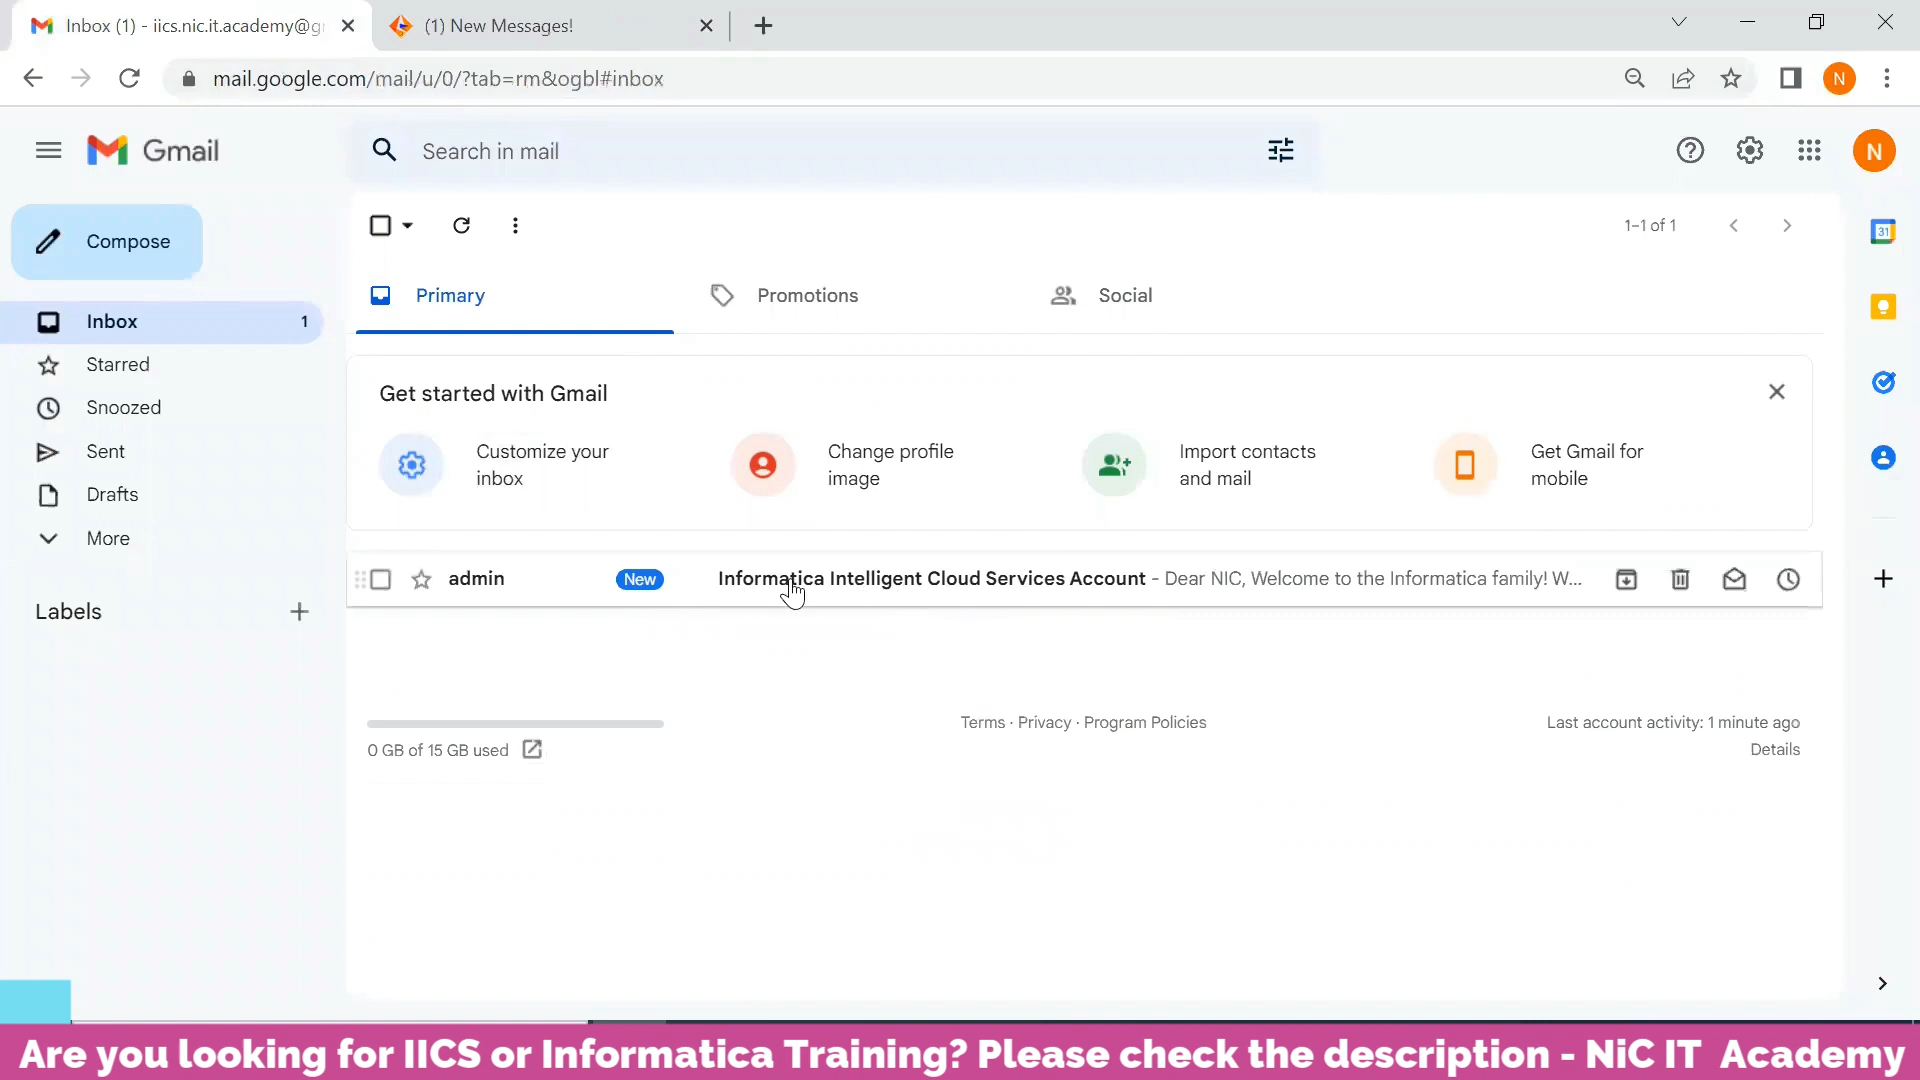 Inbox (1) - iics.nic.it.academy@gr
(1) New Messages!
mail.google.com/mail/u/0/?tab=rm&ogbl#inbox
N
Gmail
Search in mail
N
Compose
1–1 of 1
31
Primary
Promotions
Social
Inbox
1
Starred
Snoozed
Sent
Drafts
More
Labels
Get started with Gmail
Customize your
inbox
Change profile
image
Import contacts
and mail
Get Gmail for
mobile
admin
New
Informatica Intelligent Cloud Services Account - Dear NIC, Welcome to the Informatica family! W...
0 GB of 15 GB used
Terms · Privacy · Program Policies
Last account activity: 1 minute ago
Details
Are you looking for IICS or Informatica Training? Please check the description - NiC IT Academy